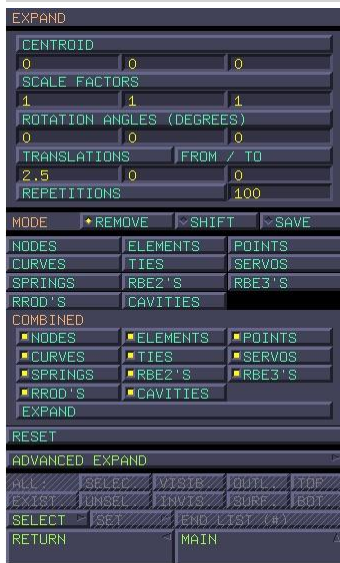 EXPAND
CENTROID
0 0 0
SCALE FACTORS
1 1 1
ROTATION ANGLES (DEGREES)
0 0 0
TRANSLATIONS FROM / TO
2.5 0 0
REPETITIONS 100
MODE REMOVE SHIFT SAVE
NODES ELEMENTS POINTS
CURVES TIES SERVOS
SPRINGS RBE2'S RBE3'S
RROD'S CAVITIES
COMBINED
NODES ELEMENTS POINTS
CURVES TIES SERVOS
SPRINGS RBE2'S RBE3'S
RROD'S CAVITIES
EXPAND
RESET
ADVANCED EXPAND
ALL: SELEC. VISIB. OUTL. TOP
EXIST. UNSEL. INVIS. SURF. BOT.
SELECT SET END LIST (#)
RETURN MAIN